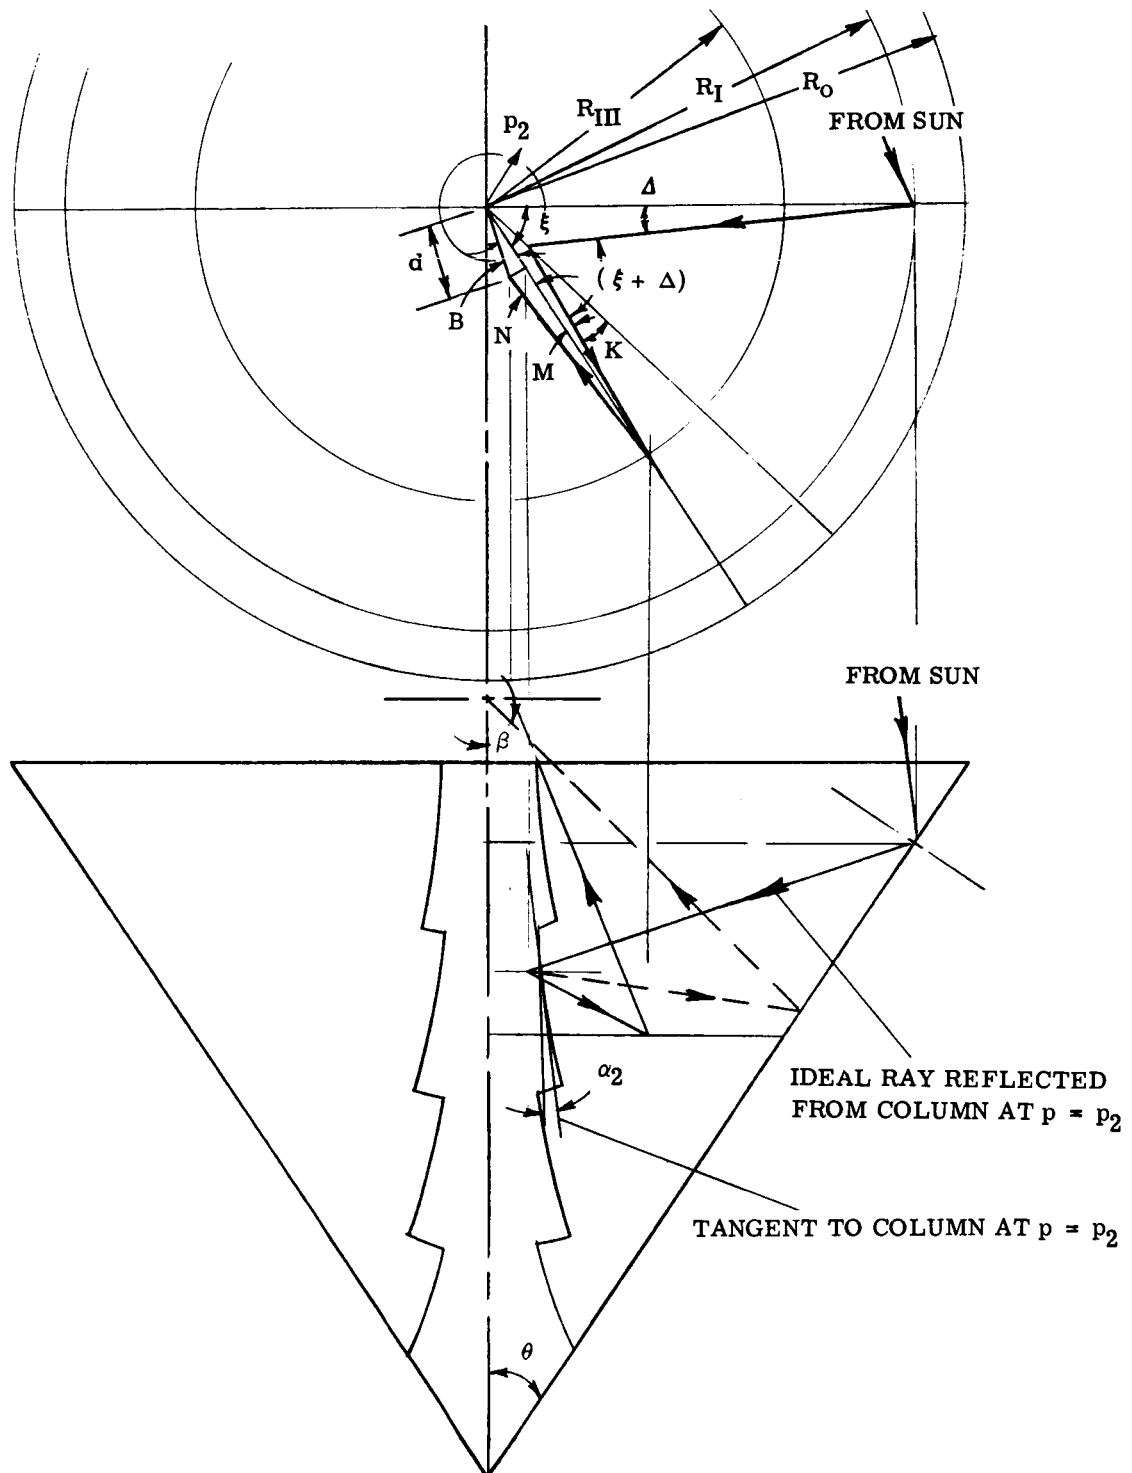 R_III
R_I
R_O
p_2
FROM SUN
Δ
ξ
d
(ξ + Δ)
B
N
K
M
FROM SUN
β
α_2
IDEAL RAY REFLECTED
FROM COLUMN AT p = p_2
TANGENT TO COLUMN AT p = p_2
θ